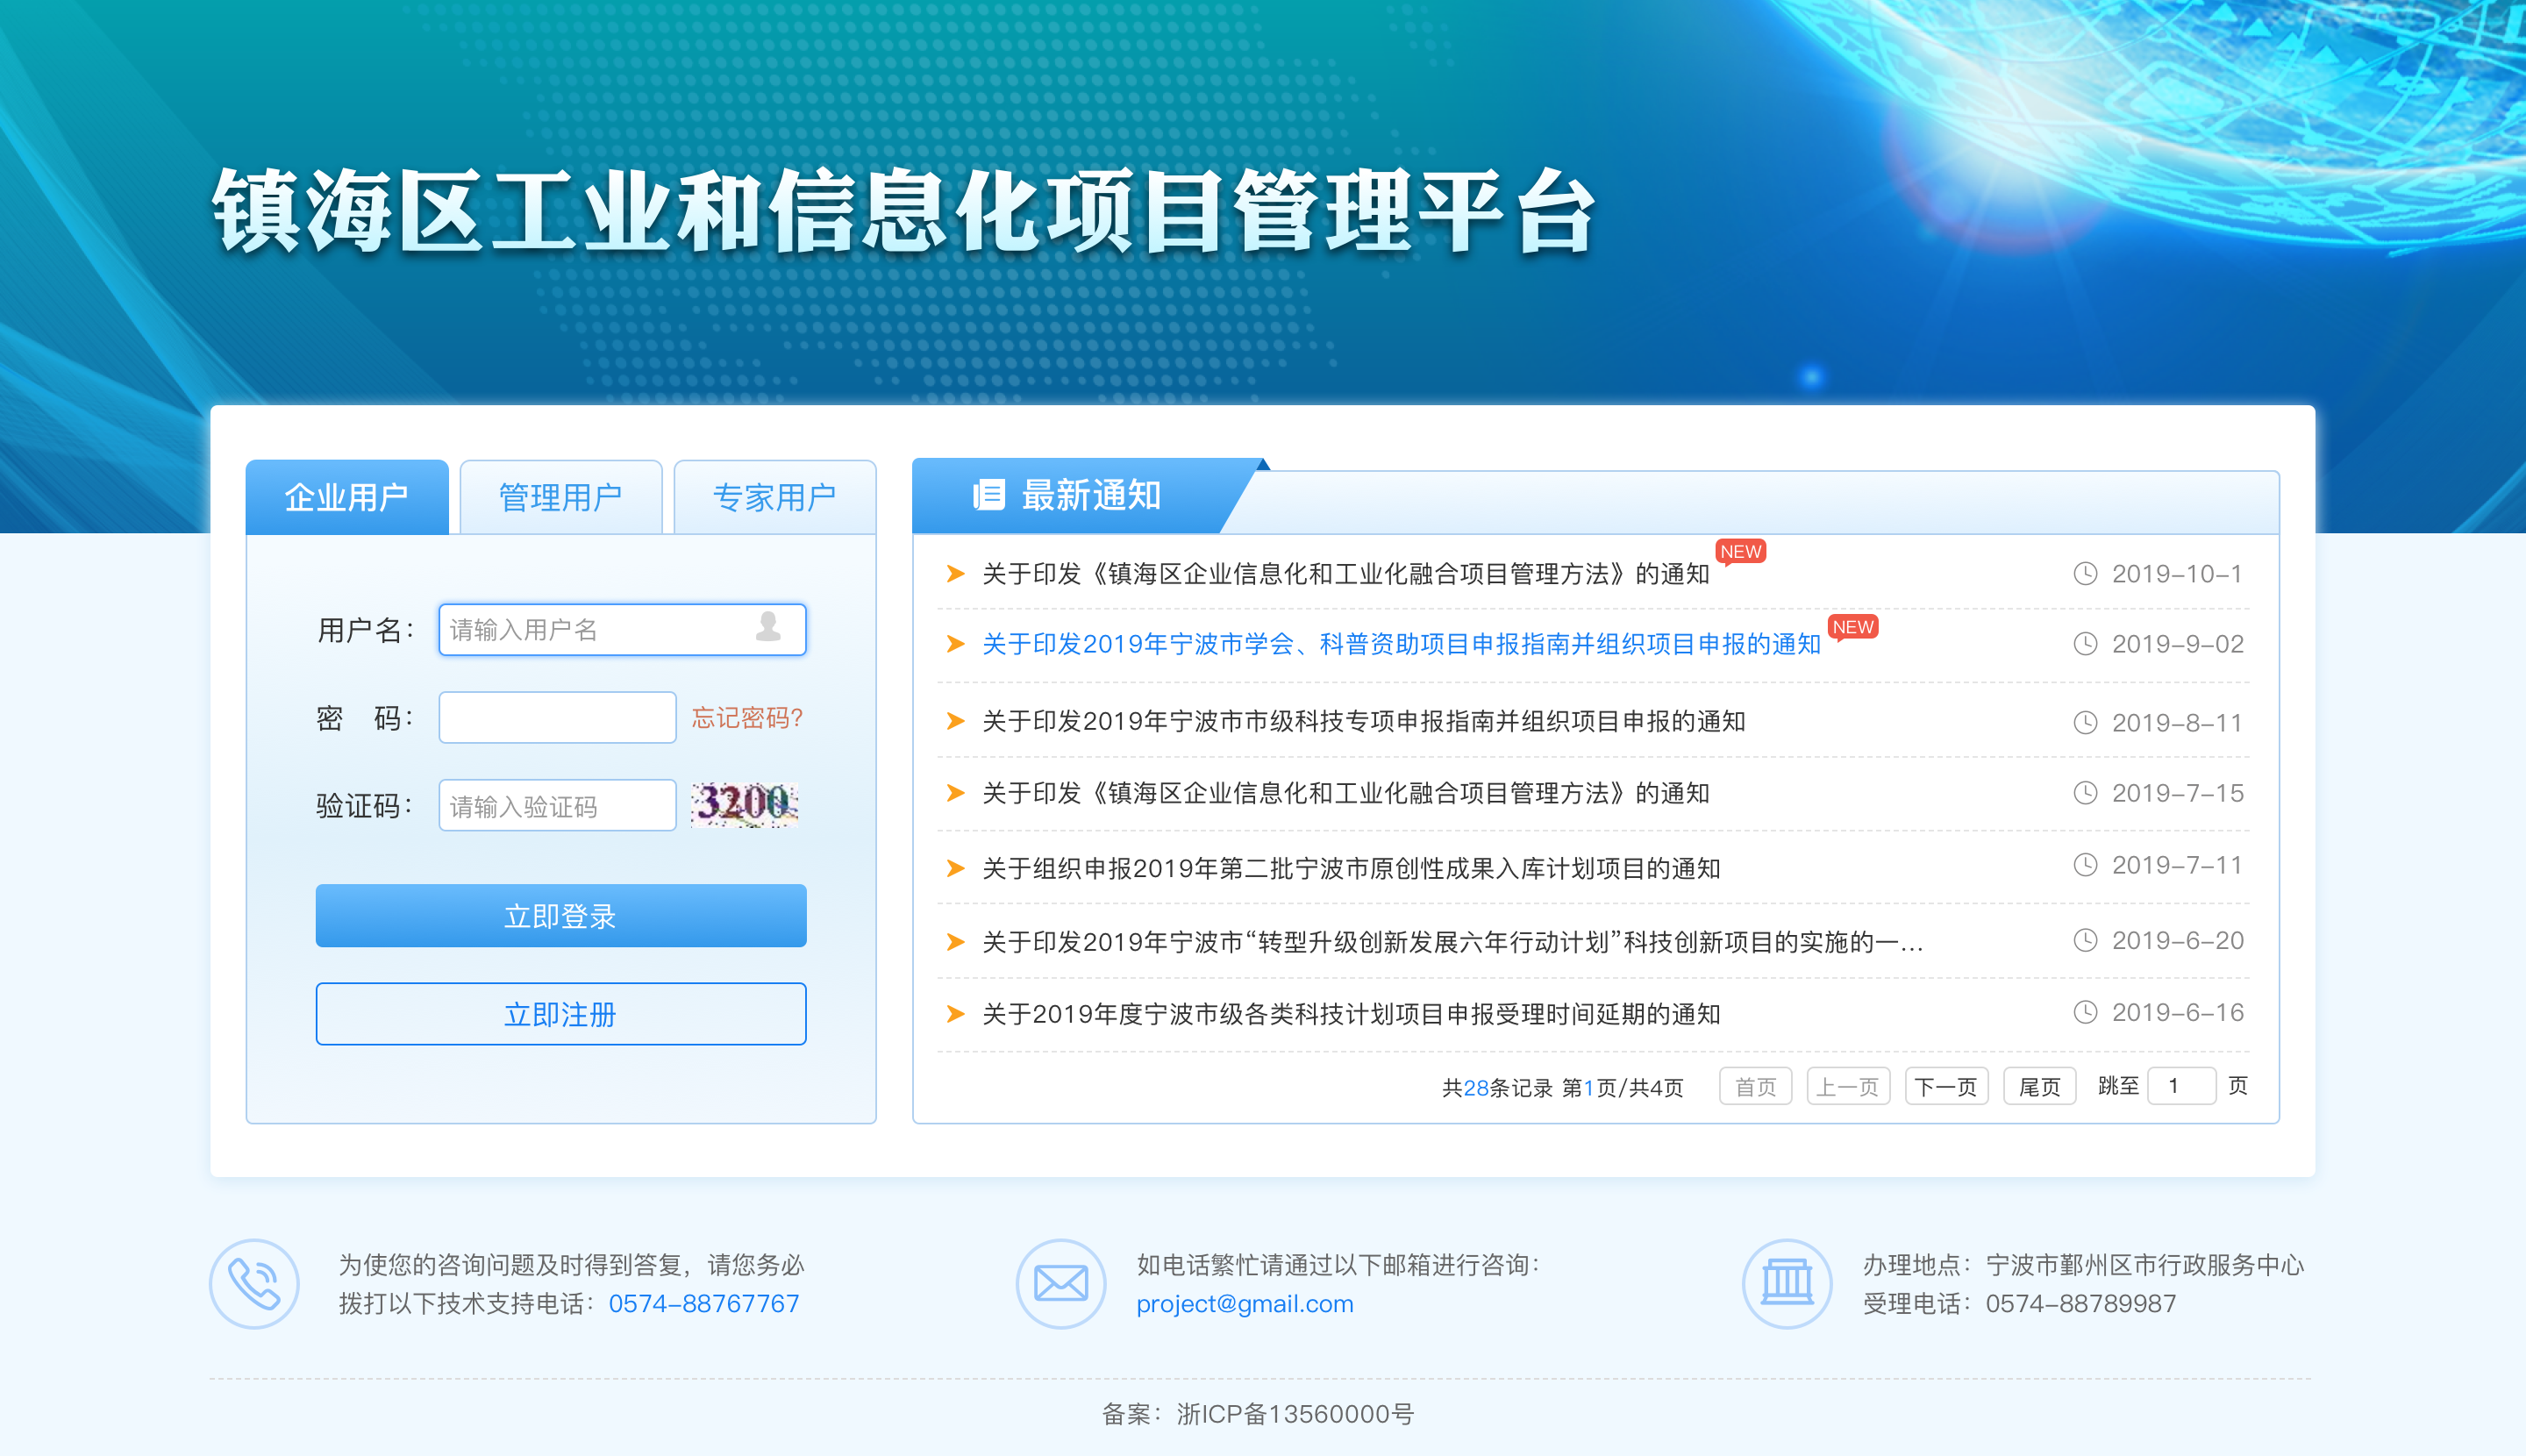 镇海区工业和信息化项目管理平台
企业用户 管理用户 专家用户
用户名： 请输入用户名
密 码： 忘记密码?
验证码： 请输入验证码 3200
立即登录
立即注册
最新通知
关于印发《镇海区企业信息化和工业化融合项目管理方法》的通知 NEW 2019-10-1
关于印发2019年宁波市学会、科普资助项目申报指南并组织项目申报的通知 NEW 2019-9-02
关于印发2019年宁波市市级科技专项申报指南并组织项目申报的通知 2019-8-11
关于印发《镇海区企业信息化和工业化融合项目管理方法》的通知 2019-7-15
关于组织申报2019年第二批宁波市原创性成果入库计划项目的通知 2019-7-11
关于印发2019年宁波市“转型升级创新发展六年行动计划”科技创新项目的实施的一... 2019-6-20
关于2019年度宁波市级各类科技计划项目申报受理时间延期的通知 2019-6-16
共28条记录 第1页/共4页 首页 上一页 下一页 尾页 跳至 1 页
为使您的咨询问题及时得到答复，请您务必
拨打以下技术支持电话：0574-88767767
如电话繁忙请通过以下邮箱进行咨询：
project@gmail.com
办理地点：宁波市鄞州区市行政服务中心
受理电话：0574-88789987
备案：浙ICP备13560000号